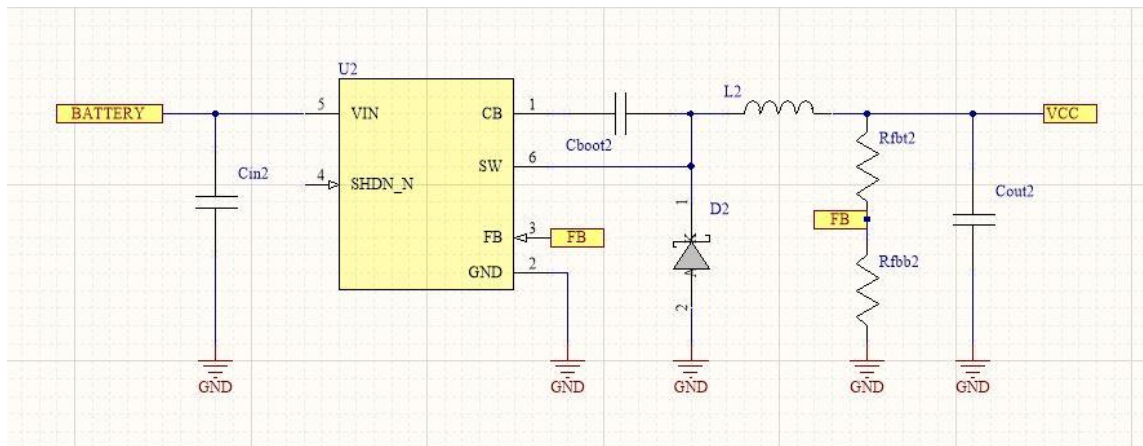 U2
BATTERY
5
VIN
CB
1
Cboot2
L2
VCC
Cin2
4
SHDN_N
SW
6
Rfbt2
1
D2
Cout2
FB
3
FB
FB
GND
2
2
Rfbb2
GND
GND
GND
GND
GND